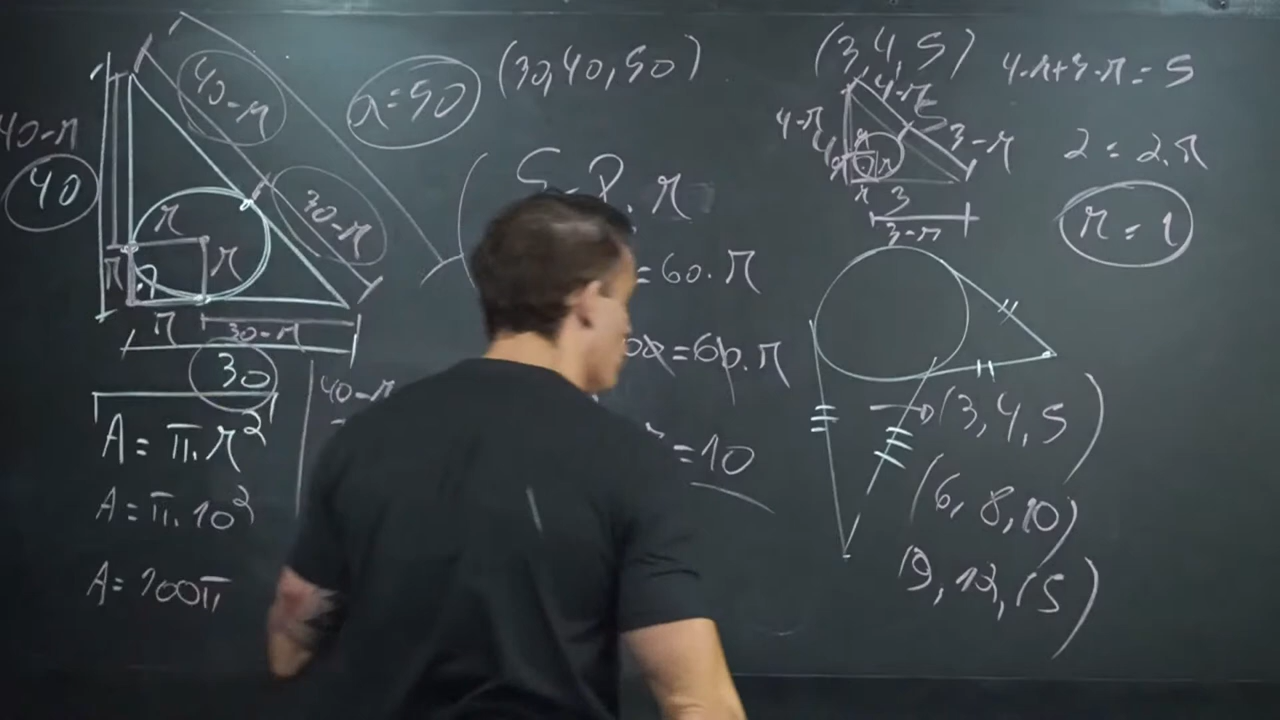 40-r
40
40-r
30-r
r
r
r
r
30-r
30
a=50
(30,40,50)
A=π.r²
A=π.10²
A=100π
40-r
S=P.r
=60.r
=60.r
=10
(3,4,5)
4-r
4-r
5
3-r
r
3
3-r
4-r+3-r=5
2=2.r
r=1
(3,4,5)
(6,8,10)
(9,12,15)